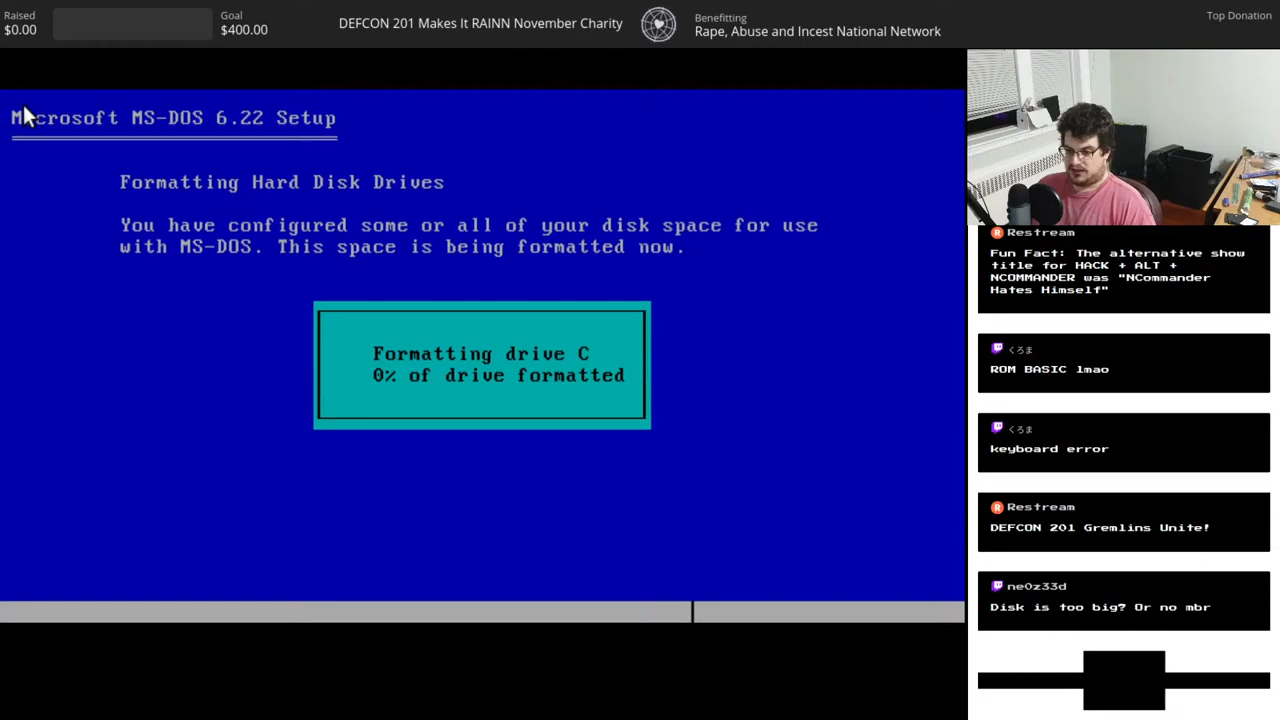 Raised
$0.00
Goal
$400.00
DEFCON 201 Makes It RAINN November Charity
Benefitting
Rape, Abuse and Incest National Network
Top Donation
Microsoft MS-DOS 6.22 Setup
Formatting Hard Disk Drives
You have configured some or all of your disk space for use
with MS-DOS. This space is being formatted now.
Formatting drive C
0% of drive formatted
R Restream
Fun Fact: The alternative show
title for HACK + ALT +
NCOMMANDER was "NCommander
Hates Himself"
くろま
ROM BASIC lmao
くろま
keyboard error
R Restream
DEFCON 201 Gremlins Unite!
ne0z33d
Disk is too big? Or no mbr